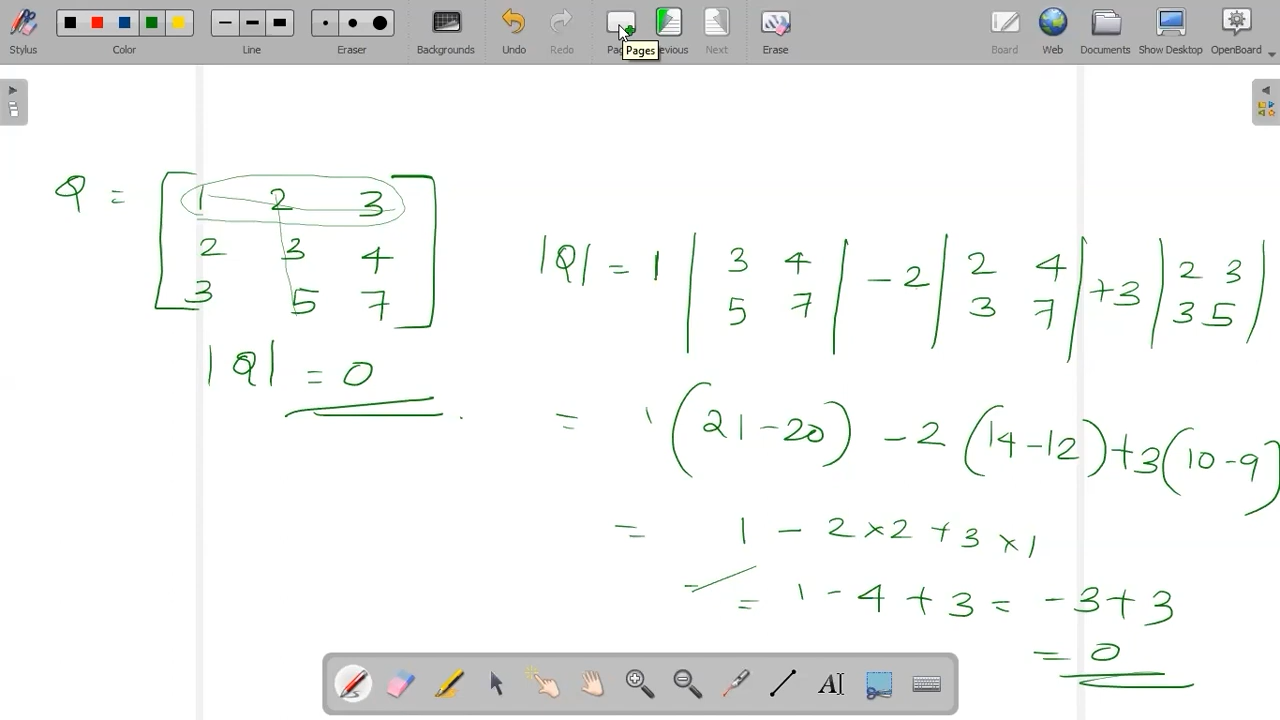 Stylus Color Line Eraser Backgrounds Undo Redo Pages Previous Next Erase Board Web Documents Show Desktop OpenBoard
Pages
Q = [ 1 2 3
2 3 4
3 5 7 ]
|Q| = 0
|Q| = 1 | 3 4 | - 2 | 2 4 | + 3 | 2 3 |
| 5 7 | | 3 7 | | 3 5 |
= 1 (21 - 20) - 2 (14 - 12) + 3 (10 - 9)
= 1 - 2 × 2 + 3 × 1
= 1 - 4 + 3 = - 3 + 3
= 0
AI